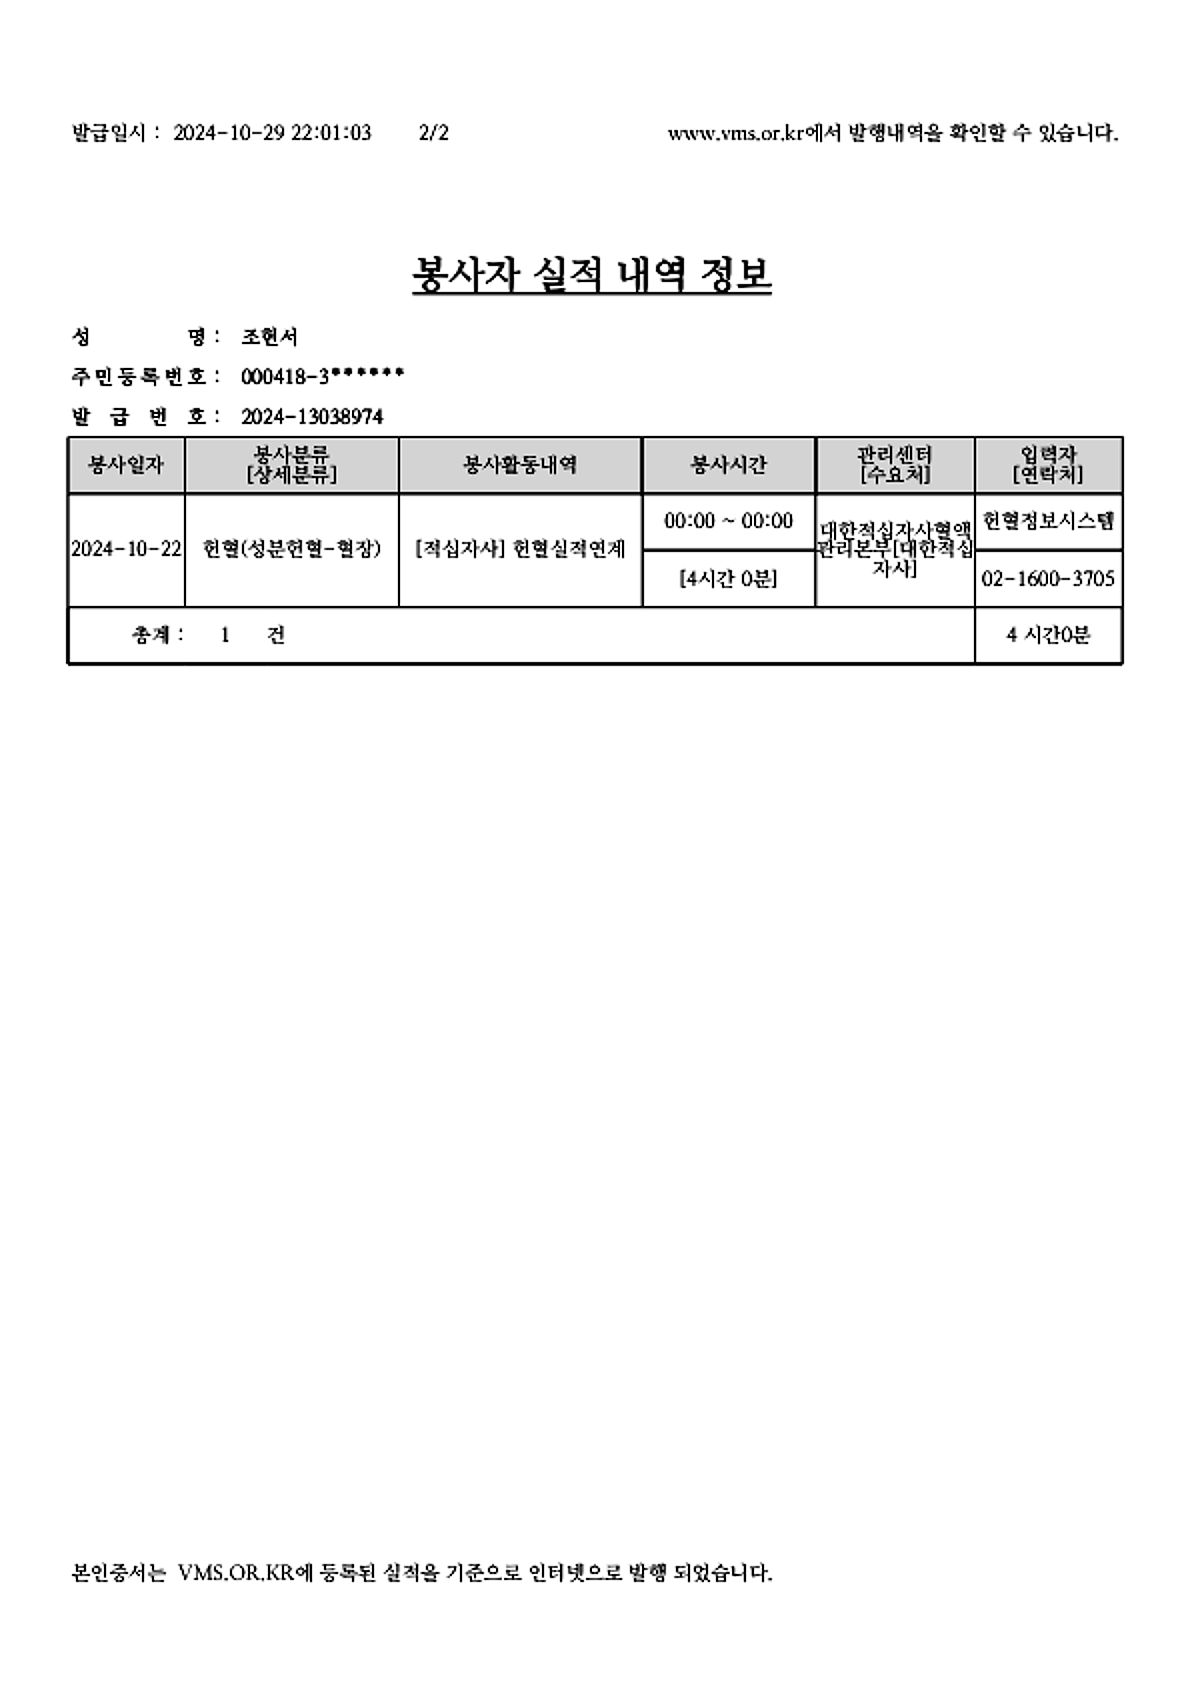 발급일시 : 2024-10-29 22:01:03 2/2 www.vms.or.kr에서 발행내역을 확인할 수 있습니다.
봉사자 실적 내역 정보
성 명 : 조현서
주민등록번호 : 000418-3******
발 급 번 호 : 2024-13038974
봉사일자 봉사분류 [상세분류] 봉사활동내역 봉사시간 관리센터 [수요처] 입력자 [연락처]
2024-10-22 헌혈(성분헌혈-혈장) [적십자사] 헌혈실적연계 00:00 ~ 00:00 [4시간 0분] 대한적십자사혈액관리본부[대한적십자사] 헌혈정보시스템 02-1600-3705
총계 : 1 건 4 시간0분
본인증서는 VMS.OR.KR에 등록된 실적을 기준으로 인터넷으로 발행 되었습니다.